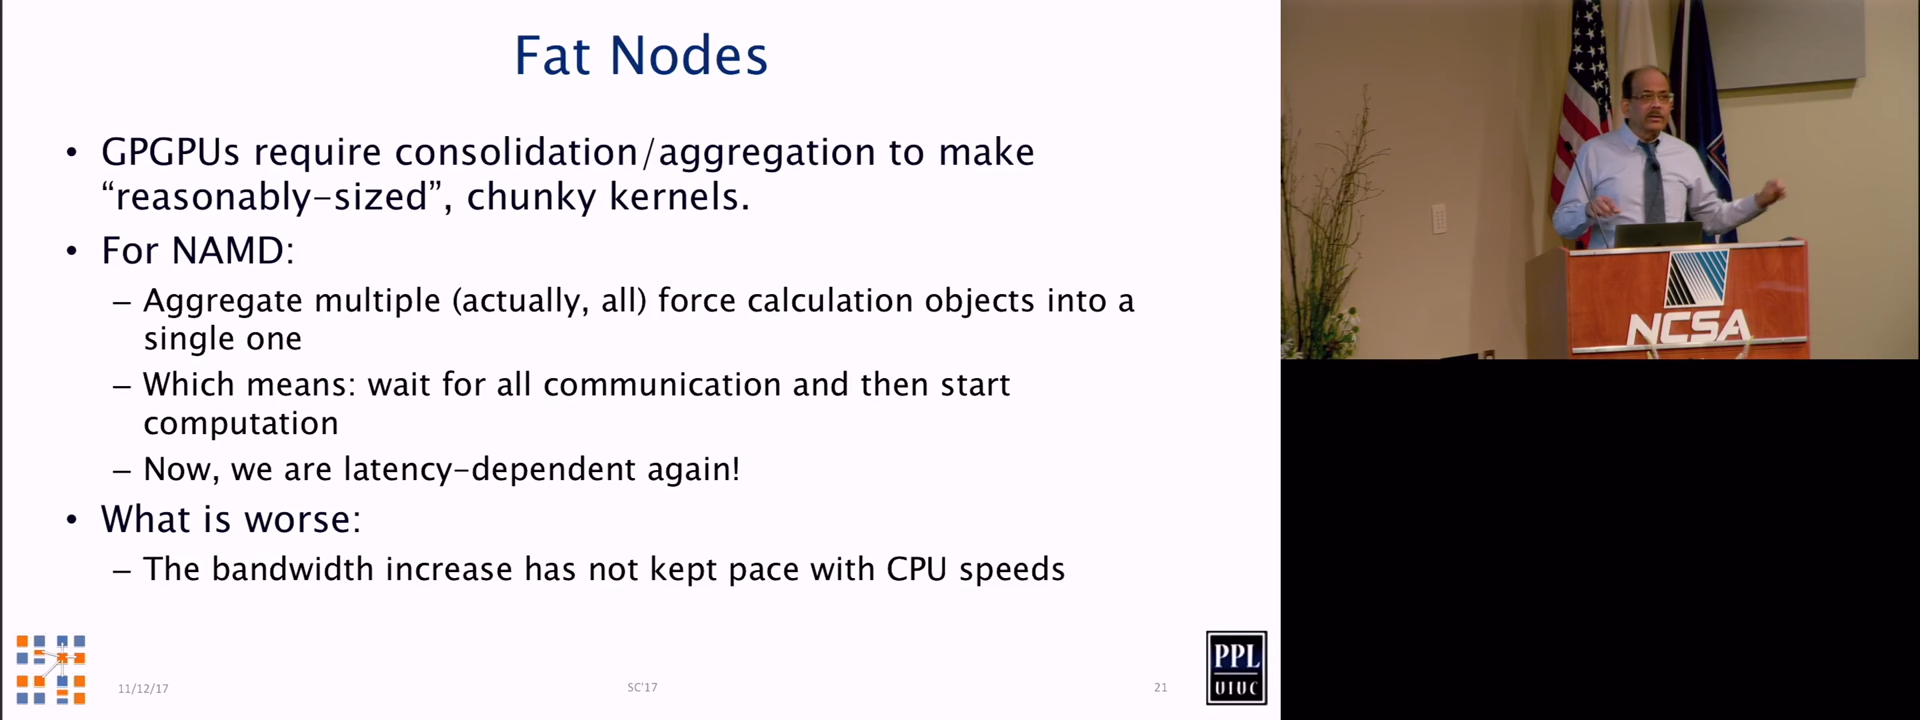 Fat Nodes
• GPGPUs require consolidation/aggregation to make
“reasonably-sized”, chunky kernels.
• For NAMD:
– Aggregate multiple (actually, all) force calculation objects into a
single one
– Which means: wait for all communication and then start
computation
– Now, we are latency-dependent again!
• What is worse:
– The bandwidth increase has not kept pace with CPU speeds
11/12/17
SC'17
21
PPL
UIUC
NCSA